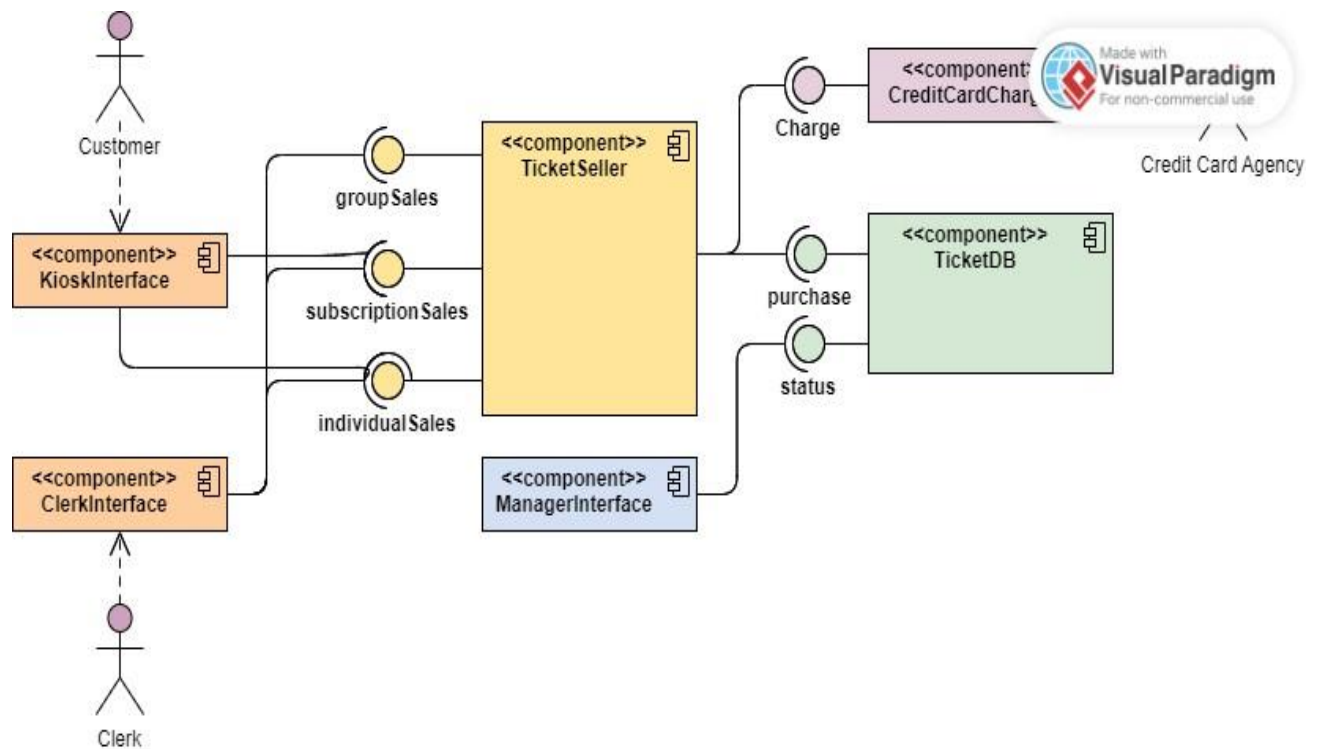 Customer
<<component>>
KioskInterface
<<component>>
ClerkInterface
Clerk
groupSales
subscriptionSales
individualSales
<<component>>
TicketSeller
<<component>>
ManagerInterface
Charge
purchase
status
<<component>
Made with
Visual Paradigm
For non-commercial use
Credit Card Agency
<<component>>
TicketDB